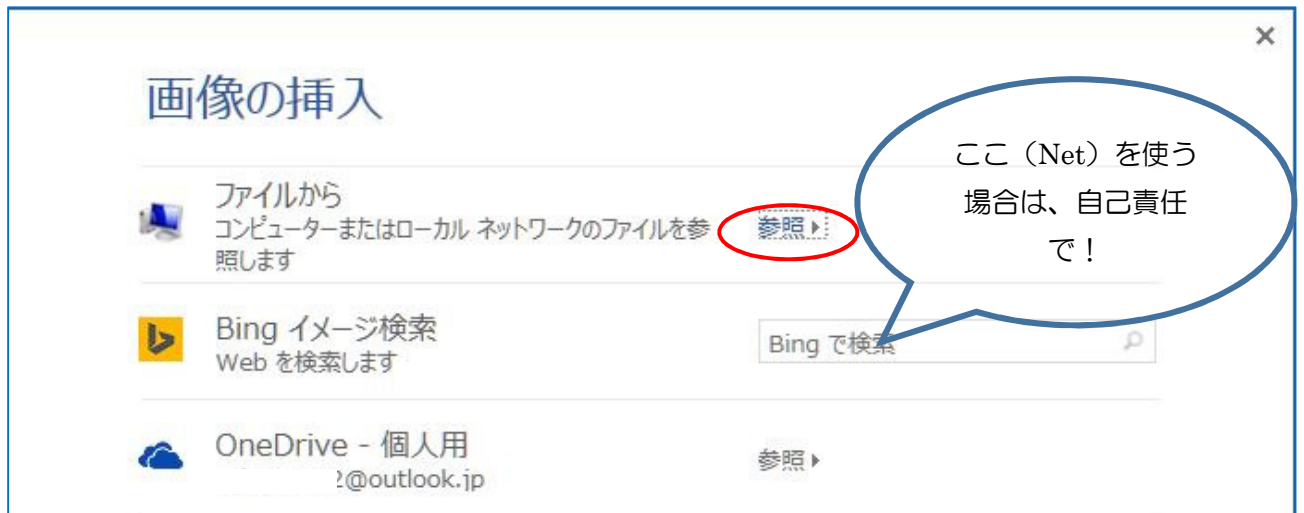 画像の挿入
ファイルから
コンピューターまたはローカル ネットワークのファイルを参
照します
参照
ここ（Net）を使う
場合は、自己責任
で！
Bing イメージ検索
Web を検索します
Bing で検索
OneDrive - 個人用
2@outlook.jp
参照